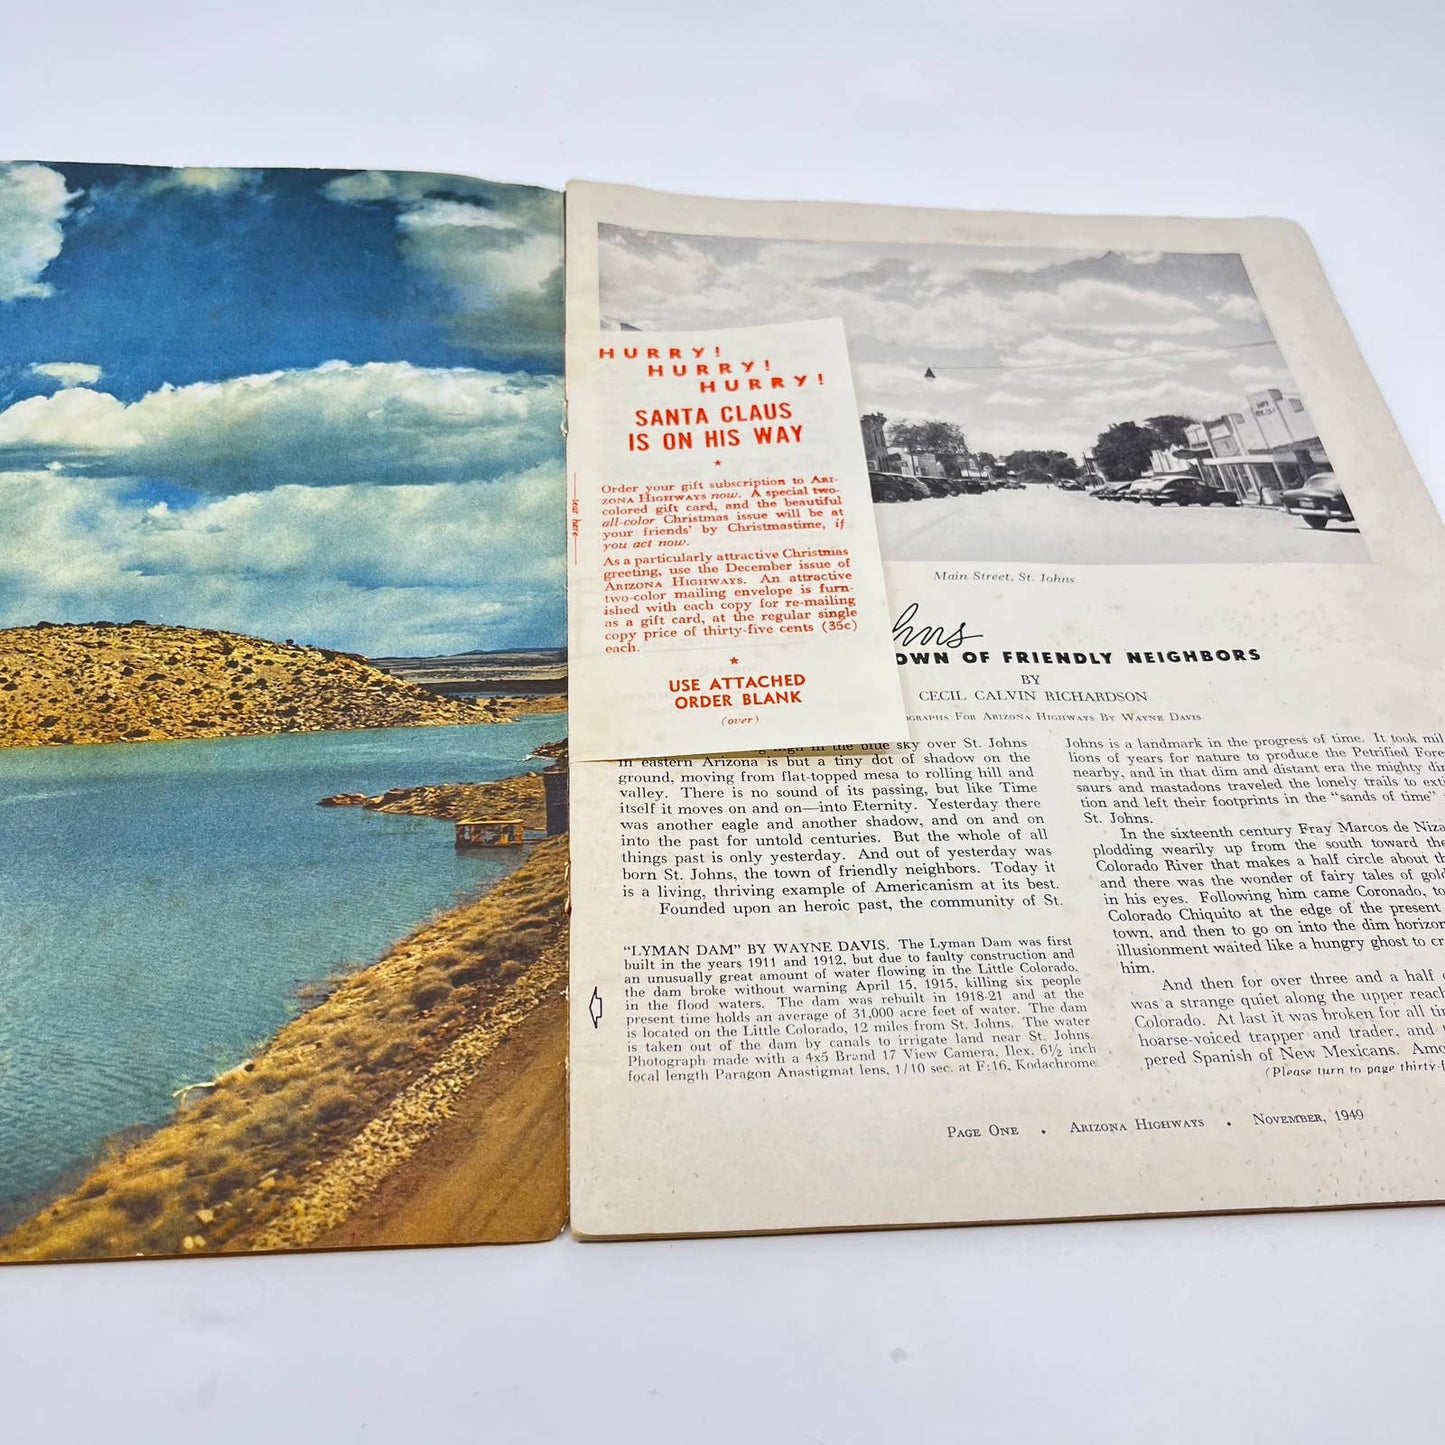 HURRY!
HURRY!
HURRY!
SANTA CLAUS
IS ON HIS WAY
Order your gift subscription to ARI-
ZONA HIGHWAYS now. A special two-
colored gift card, and the beautiful
all-color Christmas issue will be at
your friends' by Christmastime, if
you act now.
As a particularly attractive Christmas
greeting, use the December issue of
ARIZONA HIGHWAYS. An attractive
two-color mailing envelope is furn-
ished with each copy for re-mailing
as a gift card, at the regular single
copy price of thirty-five cents (35c)
each.
USE ATTACHED
ORDER BLANK
(over)
tear here
Main Street, St. Johns
hns
OWN OF FRIENDLY NEIGHBORS
BY
CECIL CALVIN RICHARDSON
OGRAPHS FOR ARIZONA HIGHWAYS BY WAYNE DAVIS
high in the blue sky over St. Johns
in eastern Arizona is but a tiny dot of shadow on the
ground, moving from flat-topped mesa to rolling hill and
valley. There is no sound of its passing, but like Time
itself it moves on and on—into Eternity. Yesterday there
was another eagle and another shadow, and on and on
into the past for untold centuries. But the whole of all
things past is only yesterday. And out of yesterday was
born St. Johns, the town of friendly neighbors. Today it
is a living, thriving example of Americanism at its best.
Founded upon an heroic past, the community of St.
"LYMAN DAM" BY WAYNE DAVIS. The Lyman Dam was first
built in the years 1911 and 1912, but due to faulty construction and
an unusually great amount of water flowing in the Little Colorado,
the dam broke without warning April 15, 1915, killing six people
in the flood waters. The dam was rebuilt in 1918-21 and at the
present time holds an average of 31,000 acre feet of water. The dam
is located on the Little Colorado, 12 miles from St. Johns. The water
is taken out of the dam by canals to irrigate land near St. Johns.
Photograph made with a 4x5 Brand 17 View Camera, Ilex, 6½ inch
focal length Paragon Anastigmat lens, 1/10 sec. at F:16, Kodachrome.
Johns is a landmark in the progress of time. It took mil
lions of years for nature to produce the Petrified Fore
nearby, and in that dim and distant era the mighty din
saurs and mastadons traveled the lonely trails to exti
tion and left their footprints in the "sands of time"
St. Johns.
In the sixteenth century Fray Marcos de Niza
plodding wearily up from the south toward the
Colorado River that makes a half circle about th
and there was the wonder of fairy tales of gold
in his eyes. Following him came Coronado, to
Colorado Chiquito at the edge of the present
town, and then to go on into the dim horizon
illusionment waited like a hungry ghost to cr
him.
And then for over three and a half c
was a strange quiet along the upper reach
Colorado. At last it was broken for all tim
hoarse-voiced trapper and trader, and
pered Spanish of New Mexicans. Amo
(Please turn to page thirty-f
PAGE ONE . ARIZONA HIGHWAYS . NOVEMBER, 1949